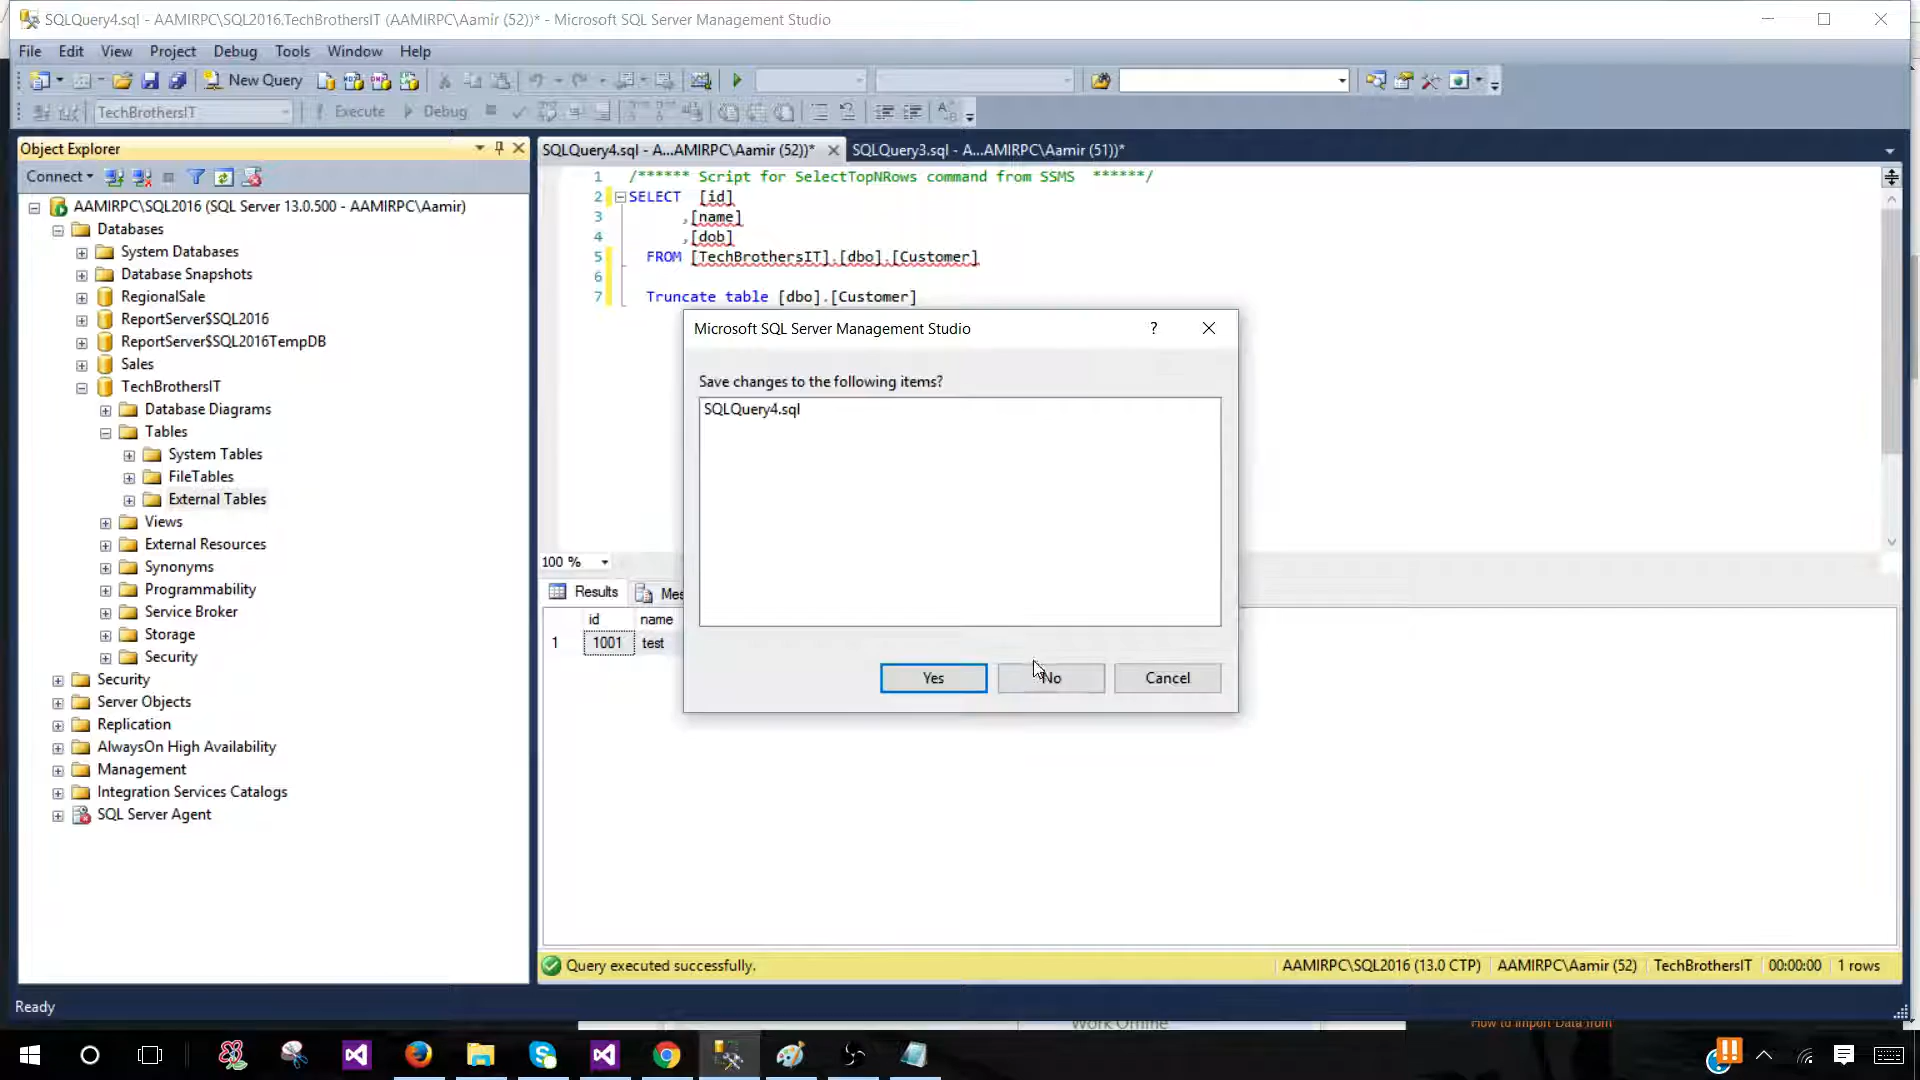 SQLQuery4.sql - AAMIRPC\SQL2016.TechBrothersIT (AAMIRPC\Aamir (52))* - Microsoft SQL Server Management Studio
File Edit View Project Debug Tools Window Help
New Query
TechBrothersIT Execute Debug
Object Explorer
Connect
AAMIRPC\SQL2016 (SQL Server 13.0.500 - AAMIRPC\Aamir)
Databases
System Databases
Database Snapshots
RegionalSale
ReportServer$SQL2016
ReportServer$SQL2016TempDB
Sales
TechBrothersIT
Database Diagrams
Tables
System Tables
FileTables
External Tables
Views
External Resources
Synonyms
Programmability
Service Broker
Storage
Security
Security
Server Objects
Replication
AlwaysOn High Availability
Management
Integration Services Catalogs
SQL Server Agent
SQLQuery4.sql - A...AMIRPC\Aamir (52))* SQLQuery3.sql - A...AMIRPC\Aamir (51))*
1 /****** Script for SelectTopNRows command from SSMS ******/
2 SELECT [id]
3 ,[name]
4 ,[dob]
5 FROM [TechBrothersIT].[dbo].[Customer]
6
7 Truncate table [dbo].[Customer]
Microsoft SQL Server Management Studio ?
Save changes to the following items?
SQLQuery4.sql
Yes No Cancel
100 %
Results Mes
id name
1 1001 test
Query executed successfully. AAMIRPC\SQL2016 (13.0 CTP) AAMIRPC\Aamir (52) TechBrothersIT 00:00:00 1 rows
Ready
Work Offline
How to Import Data from